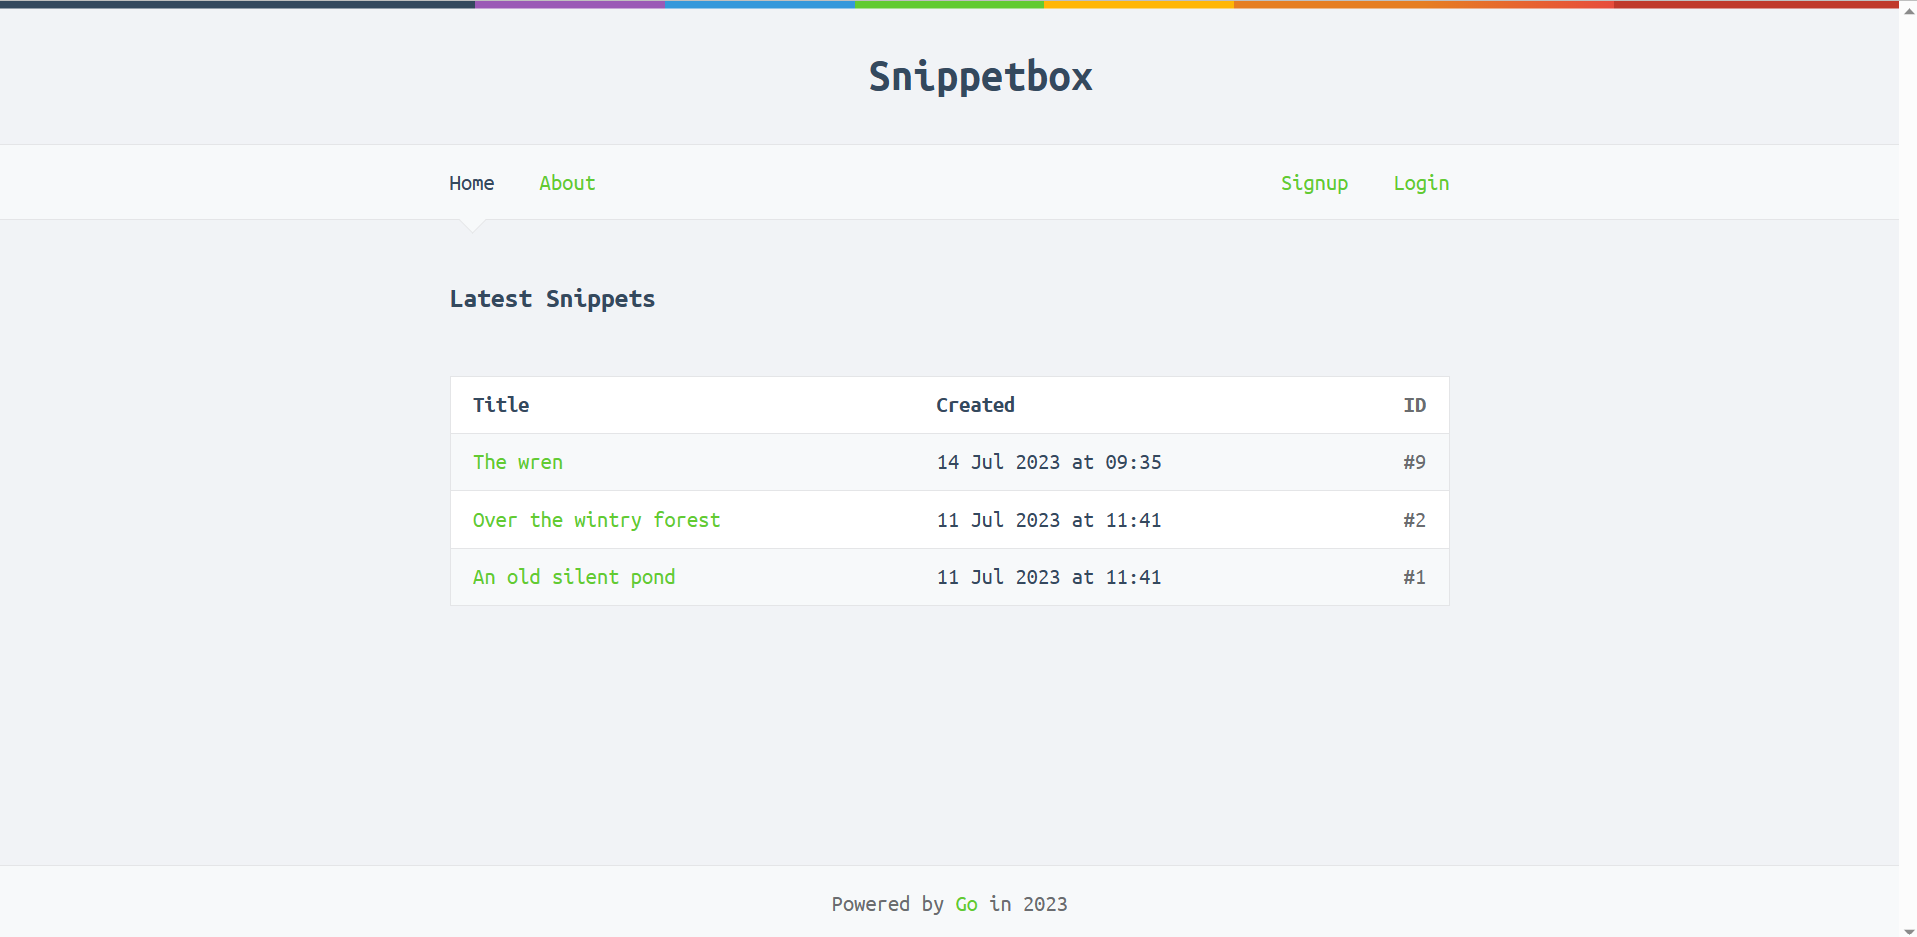 Snippetbox
Home About Signup Login
Latest Snippets
Title Created ID
The wren 14 Jul 2023 at 09:35 #9
Over the wintry forest 11 Jul 2023 at 11:41 #2
An old silent pond 11 Jul 2023 at 11:41 #1
Powered by Go in 2023